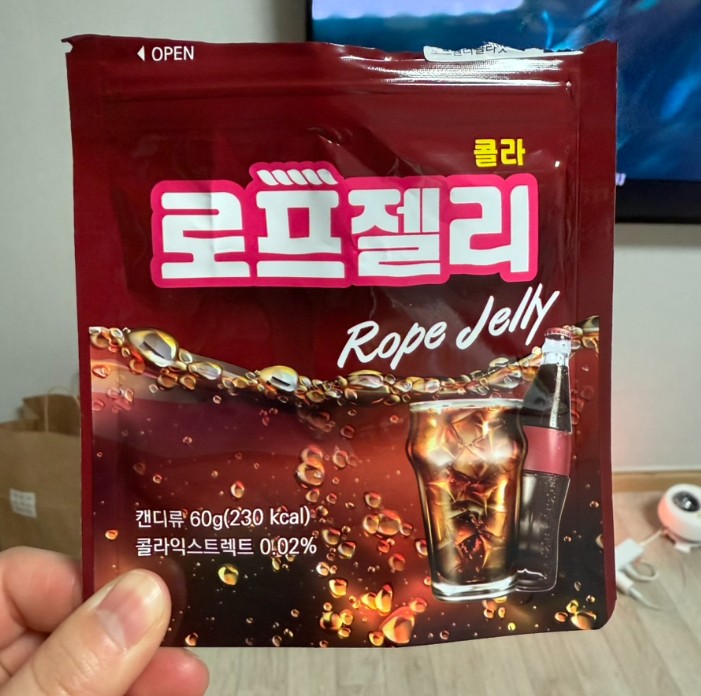 OPEN
콜라
로프젤리
Rope Jelly
캔디류 60g(230 kcal)
콜라익스트렉트 0.02%